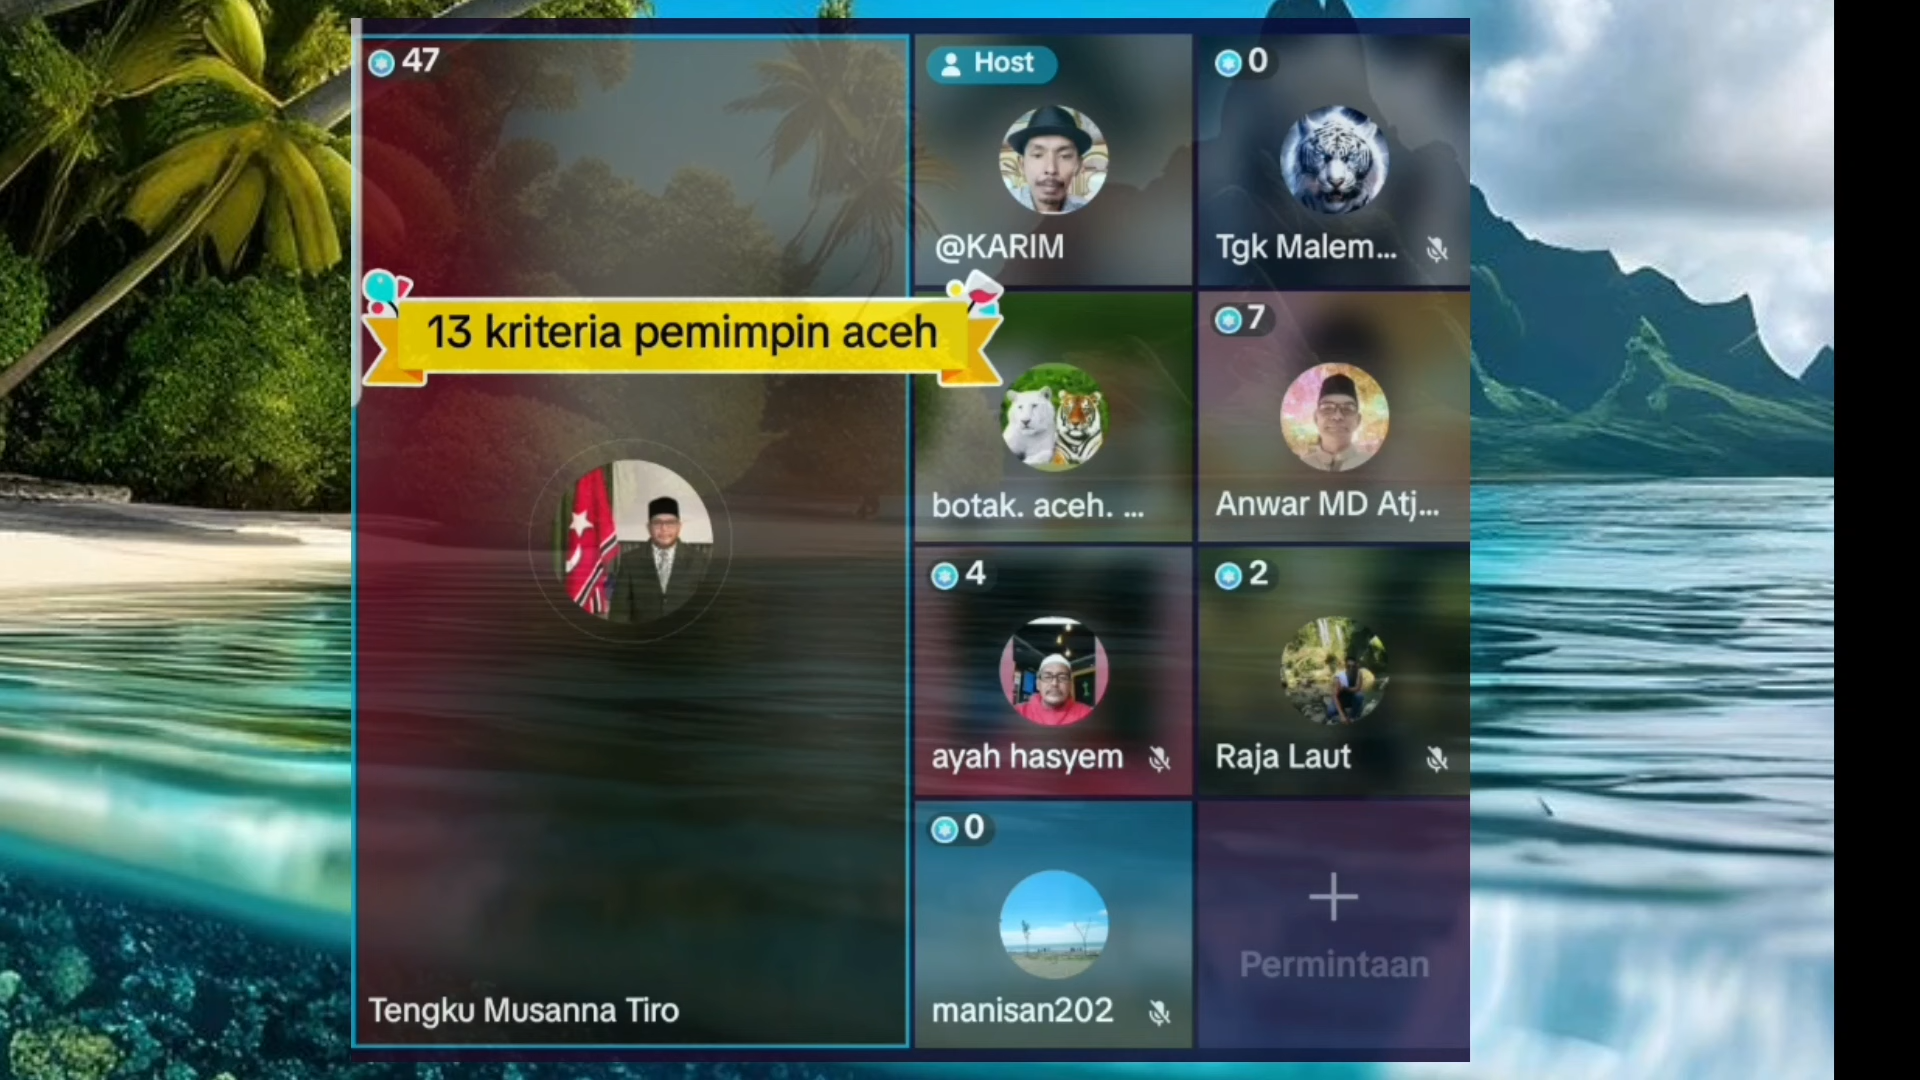 47
Host
0
@KARIM
Tgk Malem...
13 kriteria pemimpin aceh
7
botak. aceh. ...
Anwar MD Atj...
4
2
ayah hasyem
Raja Laut
0
Permintaan
Tengku Musanna Tiro
manisan202